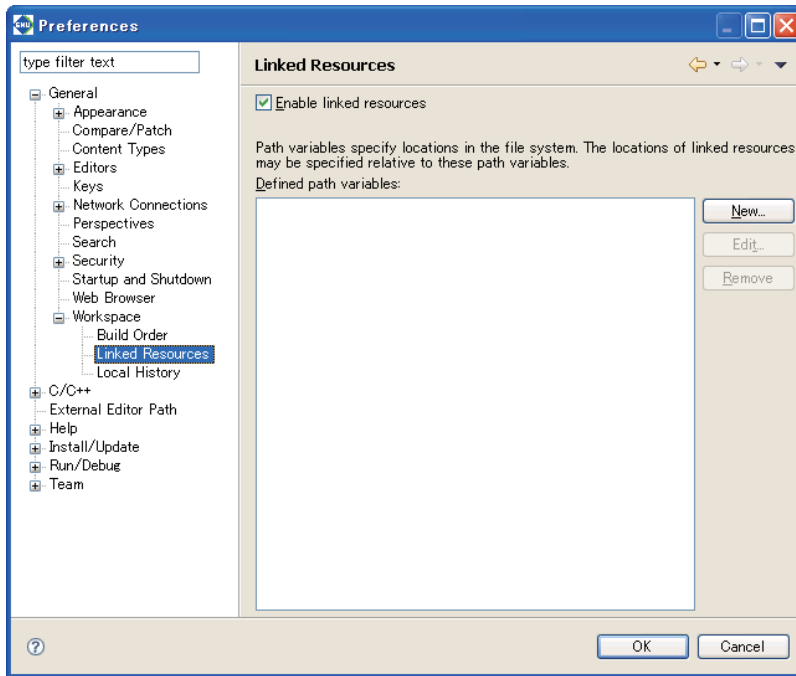 GNU
Preferences
type filter text
General
Appearance
Compare/Patch
Content Types
Editors
Keys
Network Connections
Perspectives
Search
Security
Startup and Shutdown
Web Browser
Workspace
Build Order
Linked Resources
Local History
C/C++
External Editor Path
Help
Install/Update
Run/Debug
Team
Linked Resources
Enable linked resources
Path variables specify locations in the file system. The locations of linked resources
may be specified relative to these path variables.
Defined path variables:
New...
Edit...
Remove
?
OK
Cancel